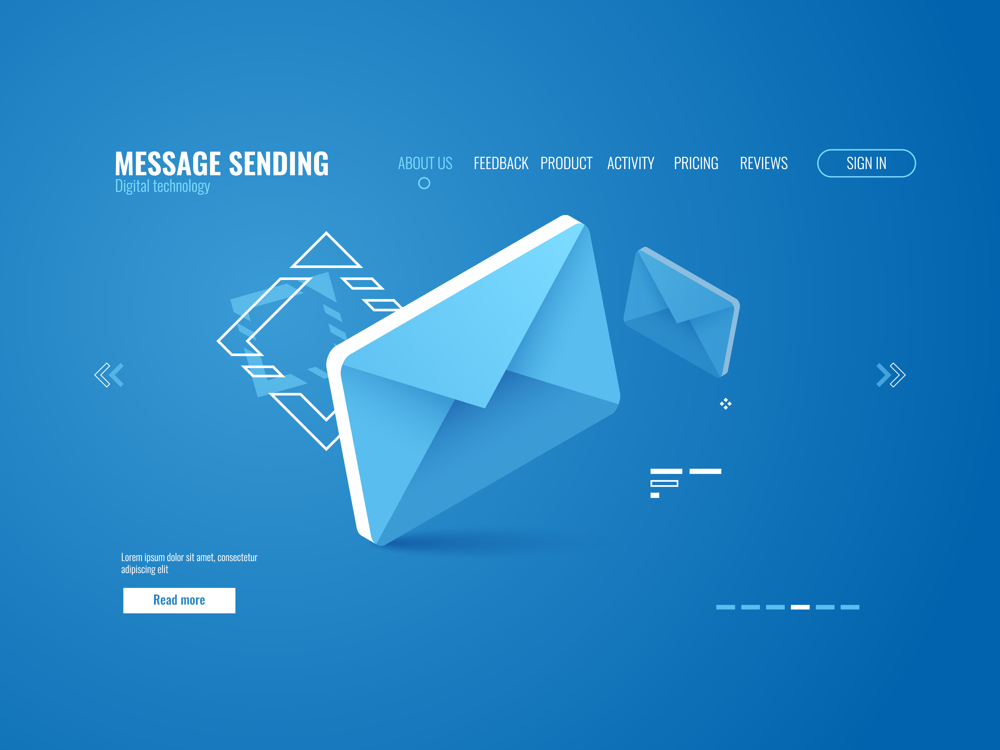 MESSAGE SENDING
Digital technology
ABOUT US FEEDBACK PRODUCT ACTIVITY PRICING REVIEWS SIGN IN
Lorem ipsum dolor sit amet, consectetur
adipiscing elit
Read more